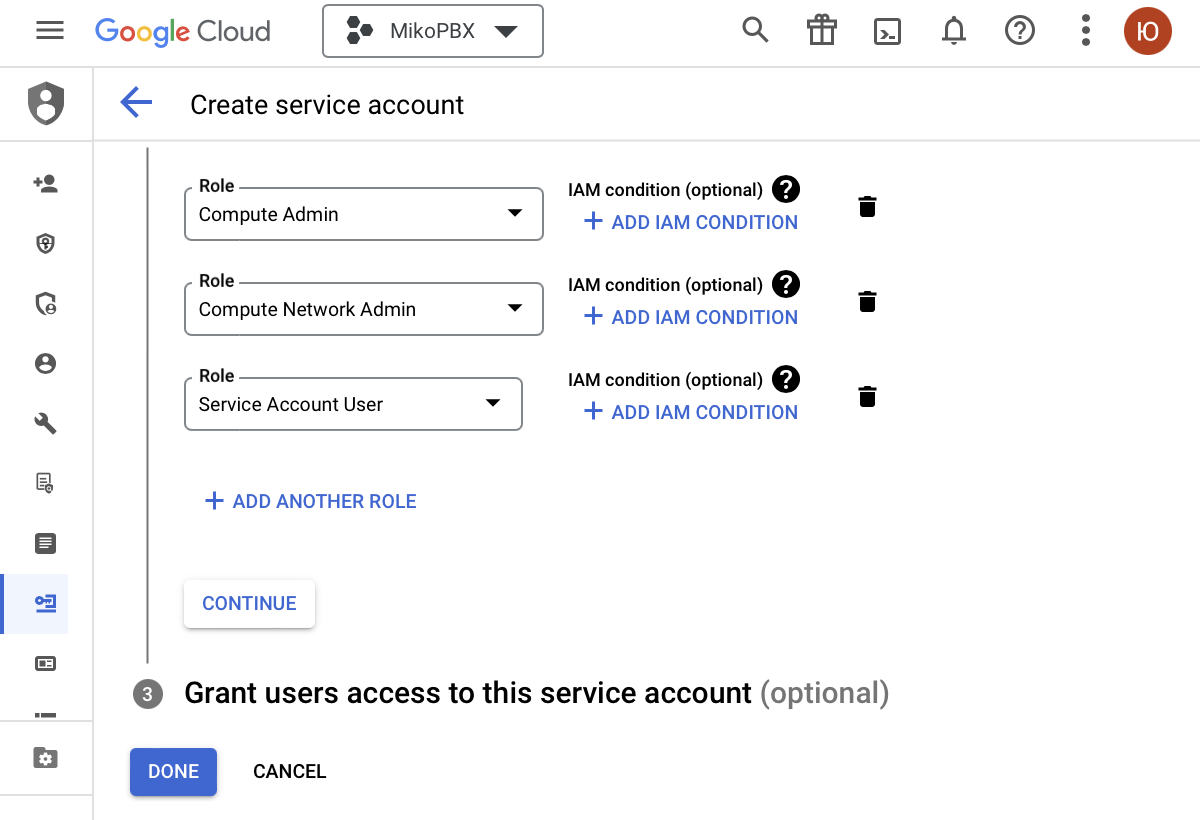 Google Cloud
MikoPBX
Ю
Create service account
Role
Compute Admin
IAM condition (optional)
ADD IAM CONDITION
Role
Compute Network Admin
IAM condition (optional)
ADD IAM CONDITION
Role
Service Account User
IAM condition (optional)
ADD IAM CONDITION
ADD ANOTHER ROLE
CONTINUE
3 Grant users access to this service account (optional)
DONE CANCEL